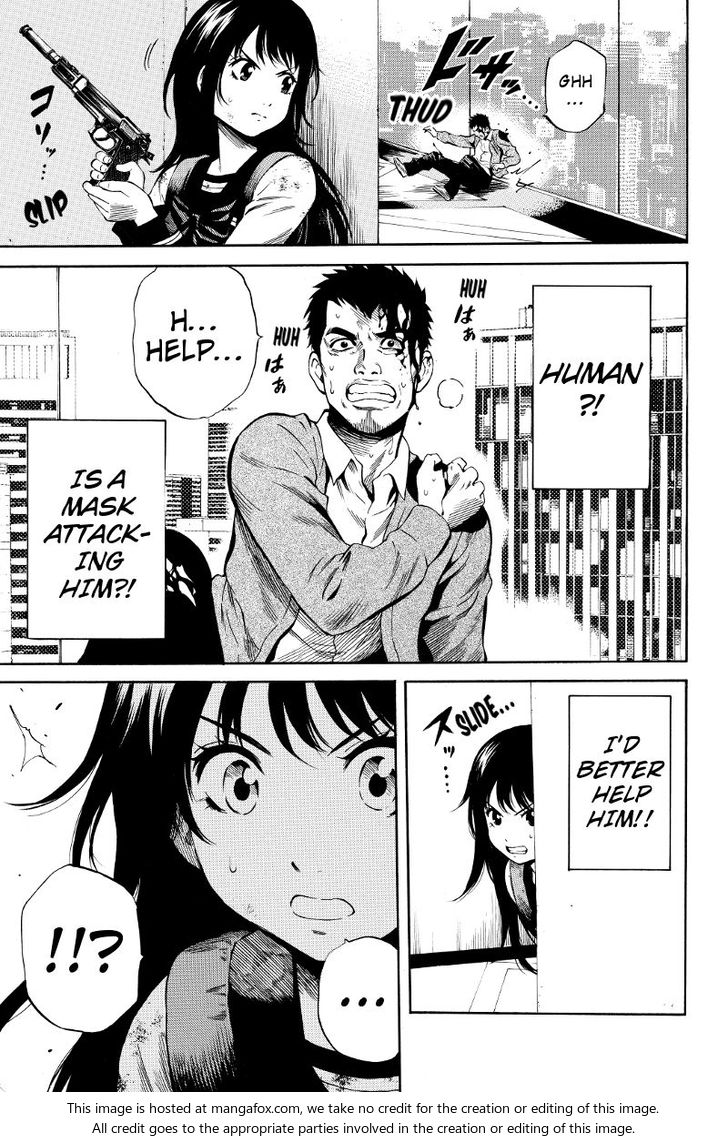 GHH
...
ドサッ...
THUD
コソッ...
SLIP
HUMAN
?!
HUH
はぁ
HUH
はぁ
H...
HELP...
IS A
MASK
ATTACK-
ING
HIM?!
I'D
BETTER
HELP
HIM!!
SLIDE...
スッ...
...
!!?
This image is hosted at mangafox.com, we take no credit for the creation or editing of this image.
All credit goes to the appropriate parties involved in the creation or editing of this image.